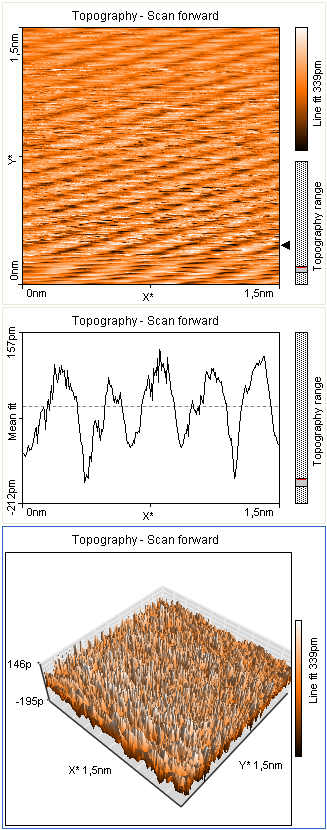 Topography - Scan forward
1,5nm
Y*
0nm
0nm
X*
1,5nm
Line fit 339pm
Topography range
Topography - Scan forward
157pm
Mean fit
-212pm
0nm
X*
1,5nm
Topography range
Topography - Scan forward
146p
-195p
X* 1,5nm
Y* 1,5nm
Line fit 339pm